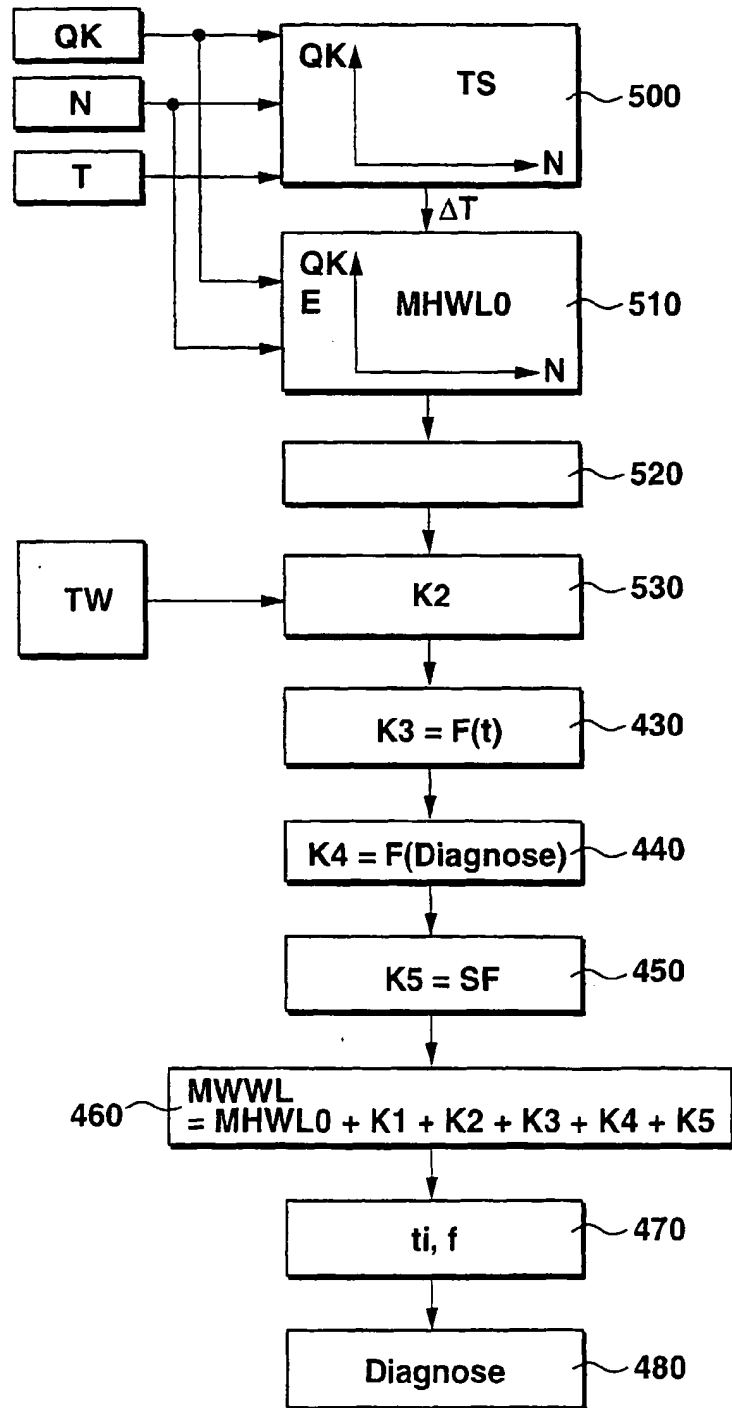 QK
N
T
QK
TS
N
500
ΔT
QK
E
MHWL0
N
510
520
TW
K2
530
K3 = F(t)
430
K4 = F(Diagnose)
440
K5 = SF
450
460
MWWL
= MHWL0 + K1 + K2 + K3 + K4 + K5
ti, f
470
Diagnose
480